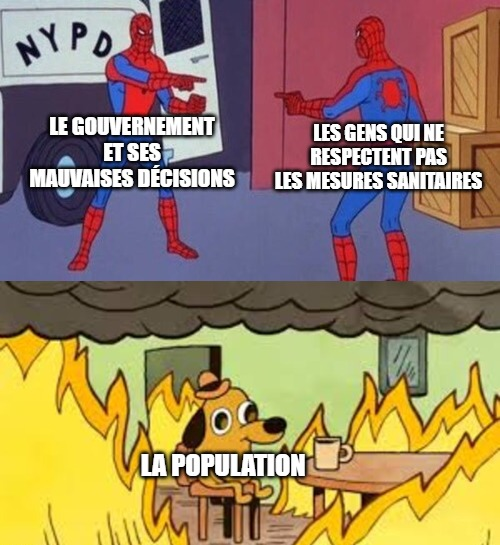 NYPD
LE GOUVERNEMENT
ET SES
MAUVAISES DÉCISIONS
LES GENS QUI NE
RESPECTENT PAS
LES MESURES SANITAIRES
LA POPULATION